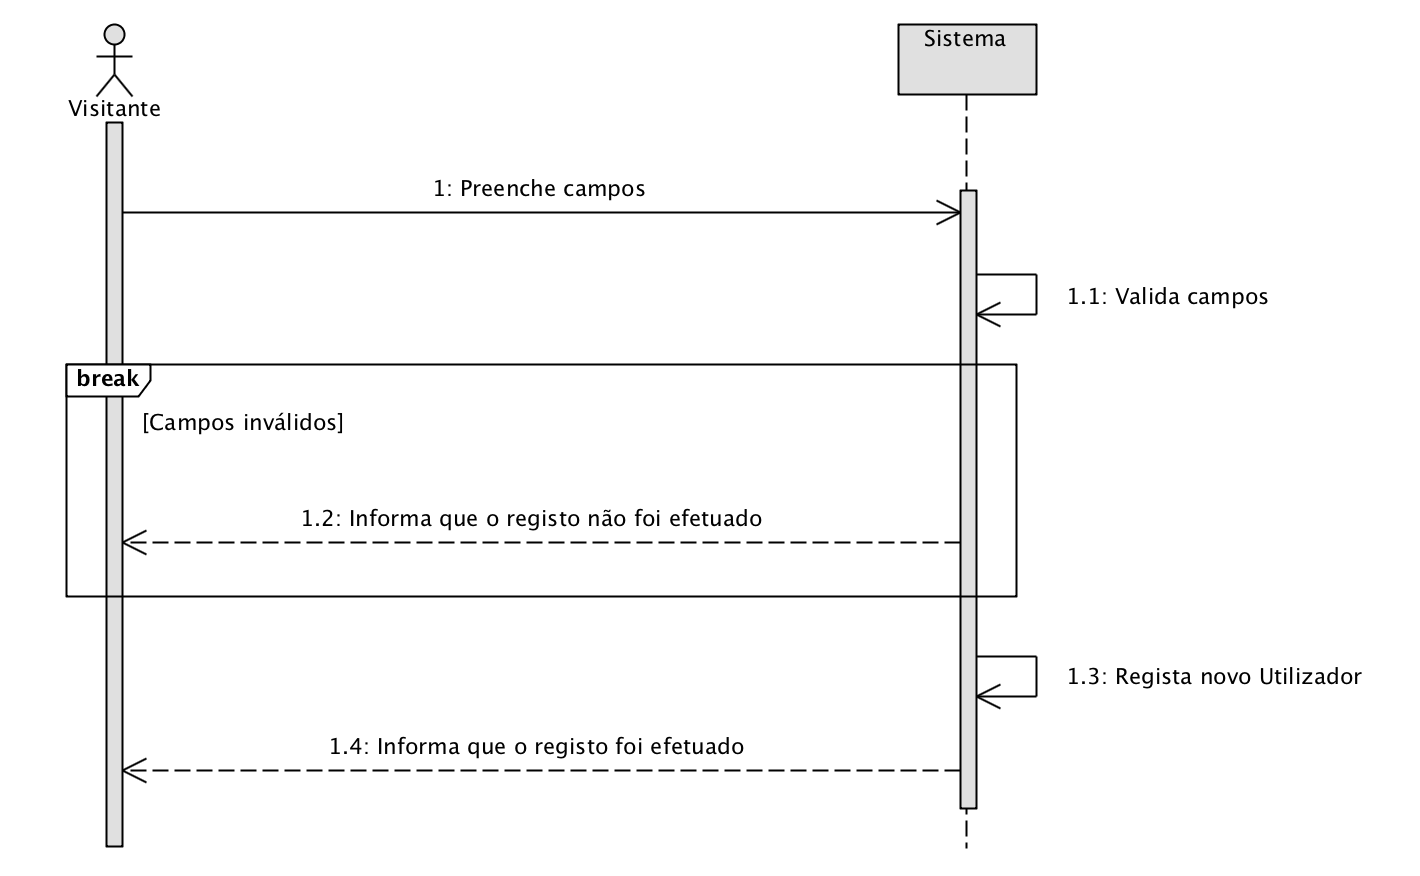 Sistema
Visitante
1: Preenche campos
1.1: Valida campos
break
[Campos inválidos]
1.2: Informa que o registo não foi efetuado
1.3: Regista novo Utilizador
1.4: Informa que o registo foi efetuado